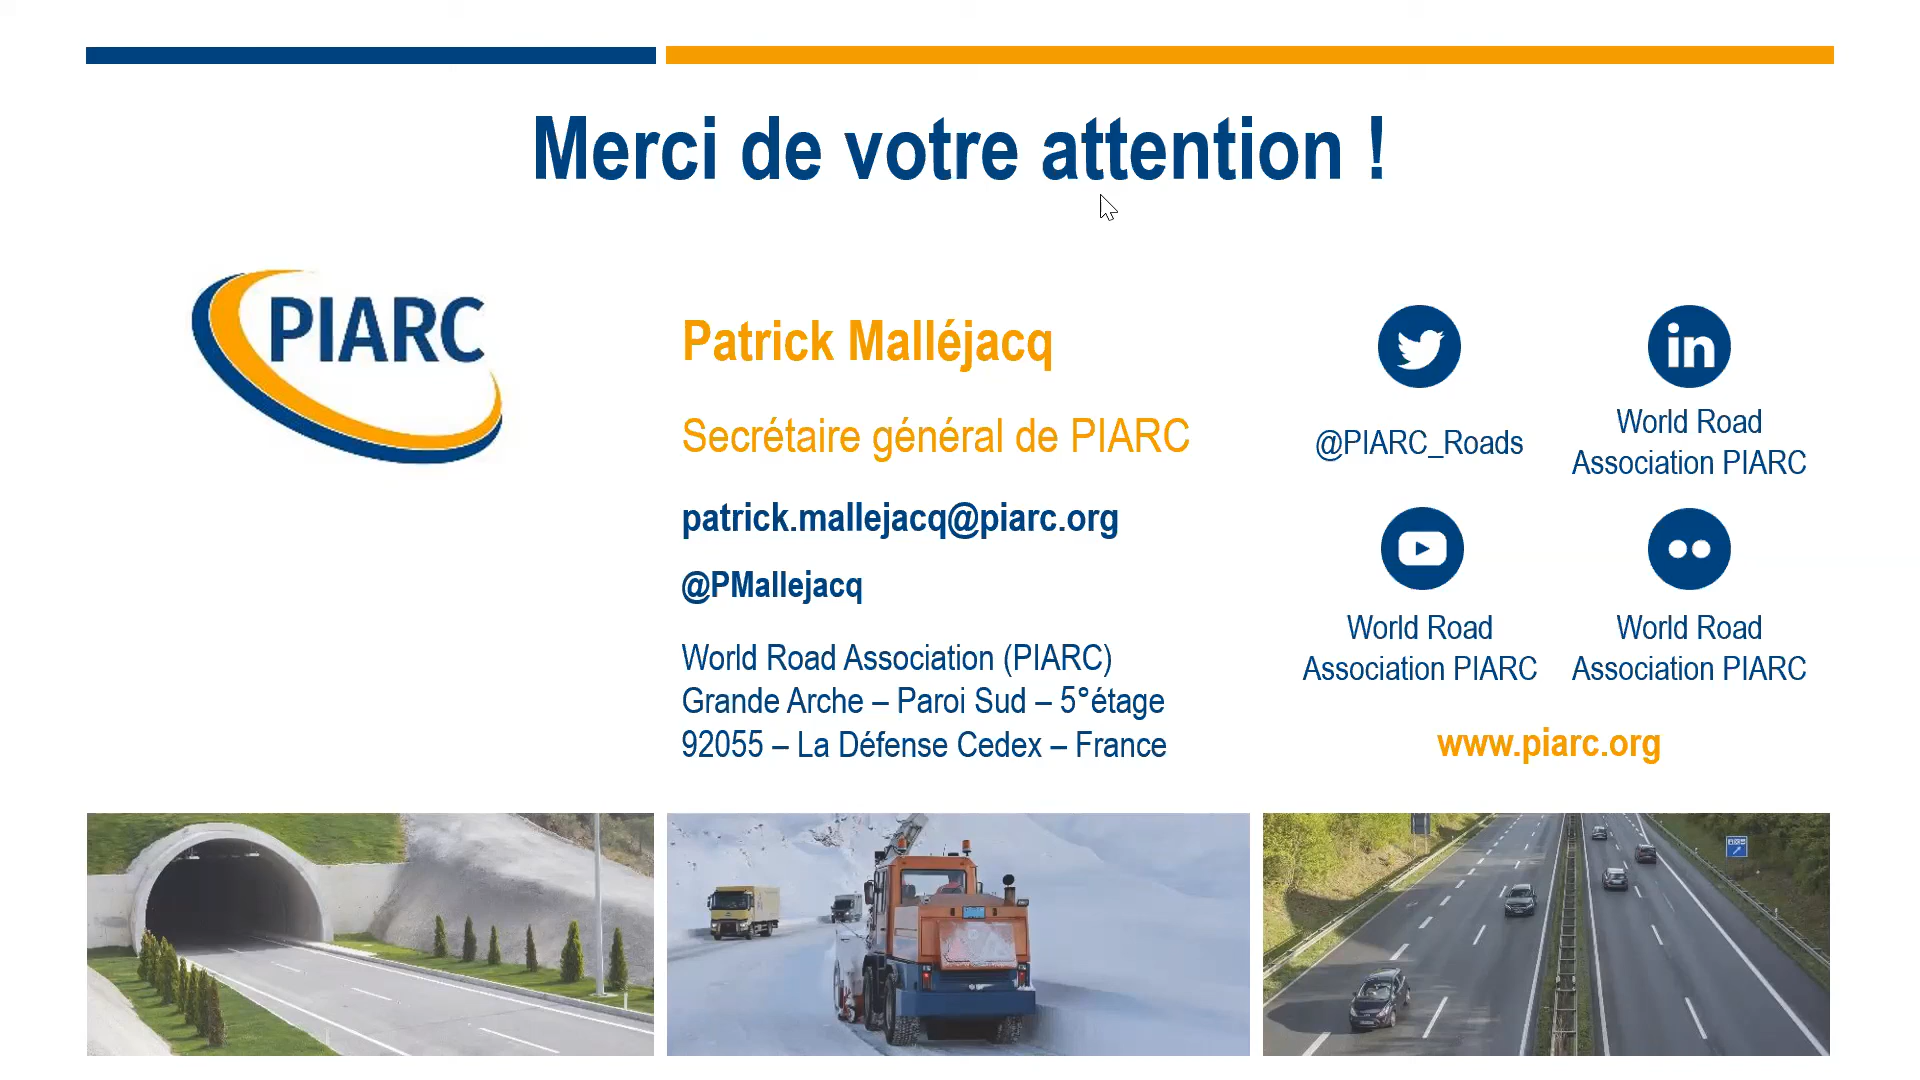 Merci de votre attention !
PIARC
Patrick Malléjacq
Secrétaire général de PIARC
patrick.mallejacq@piarc.org
@PMallejacq
World Road Association (PIARC)
Grande Arche – Paroi Sud – 5°étage
92055 – La Défense Cedex – France
@PIARC_Roads
in
World Road
Association PIARC
World Road
Association PIARC
World Road
Association PIARC
www.piarc.org